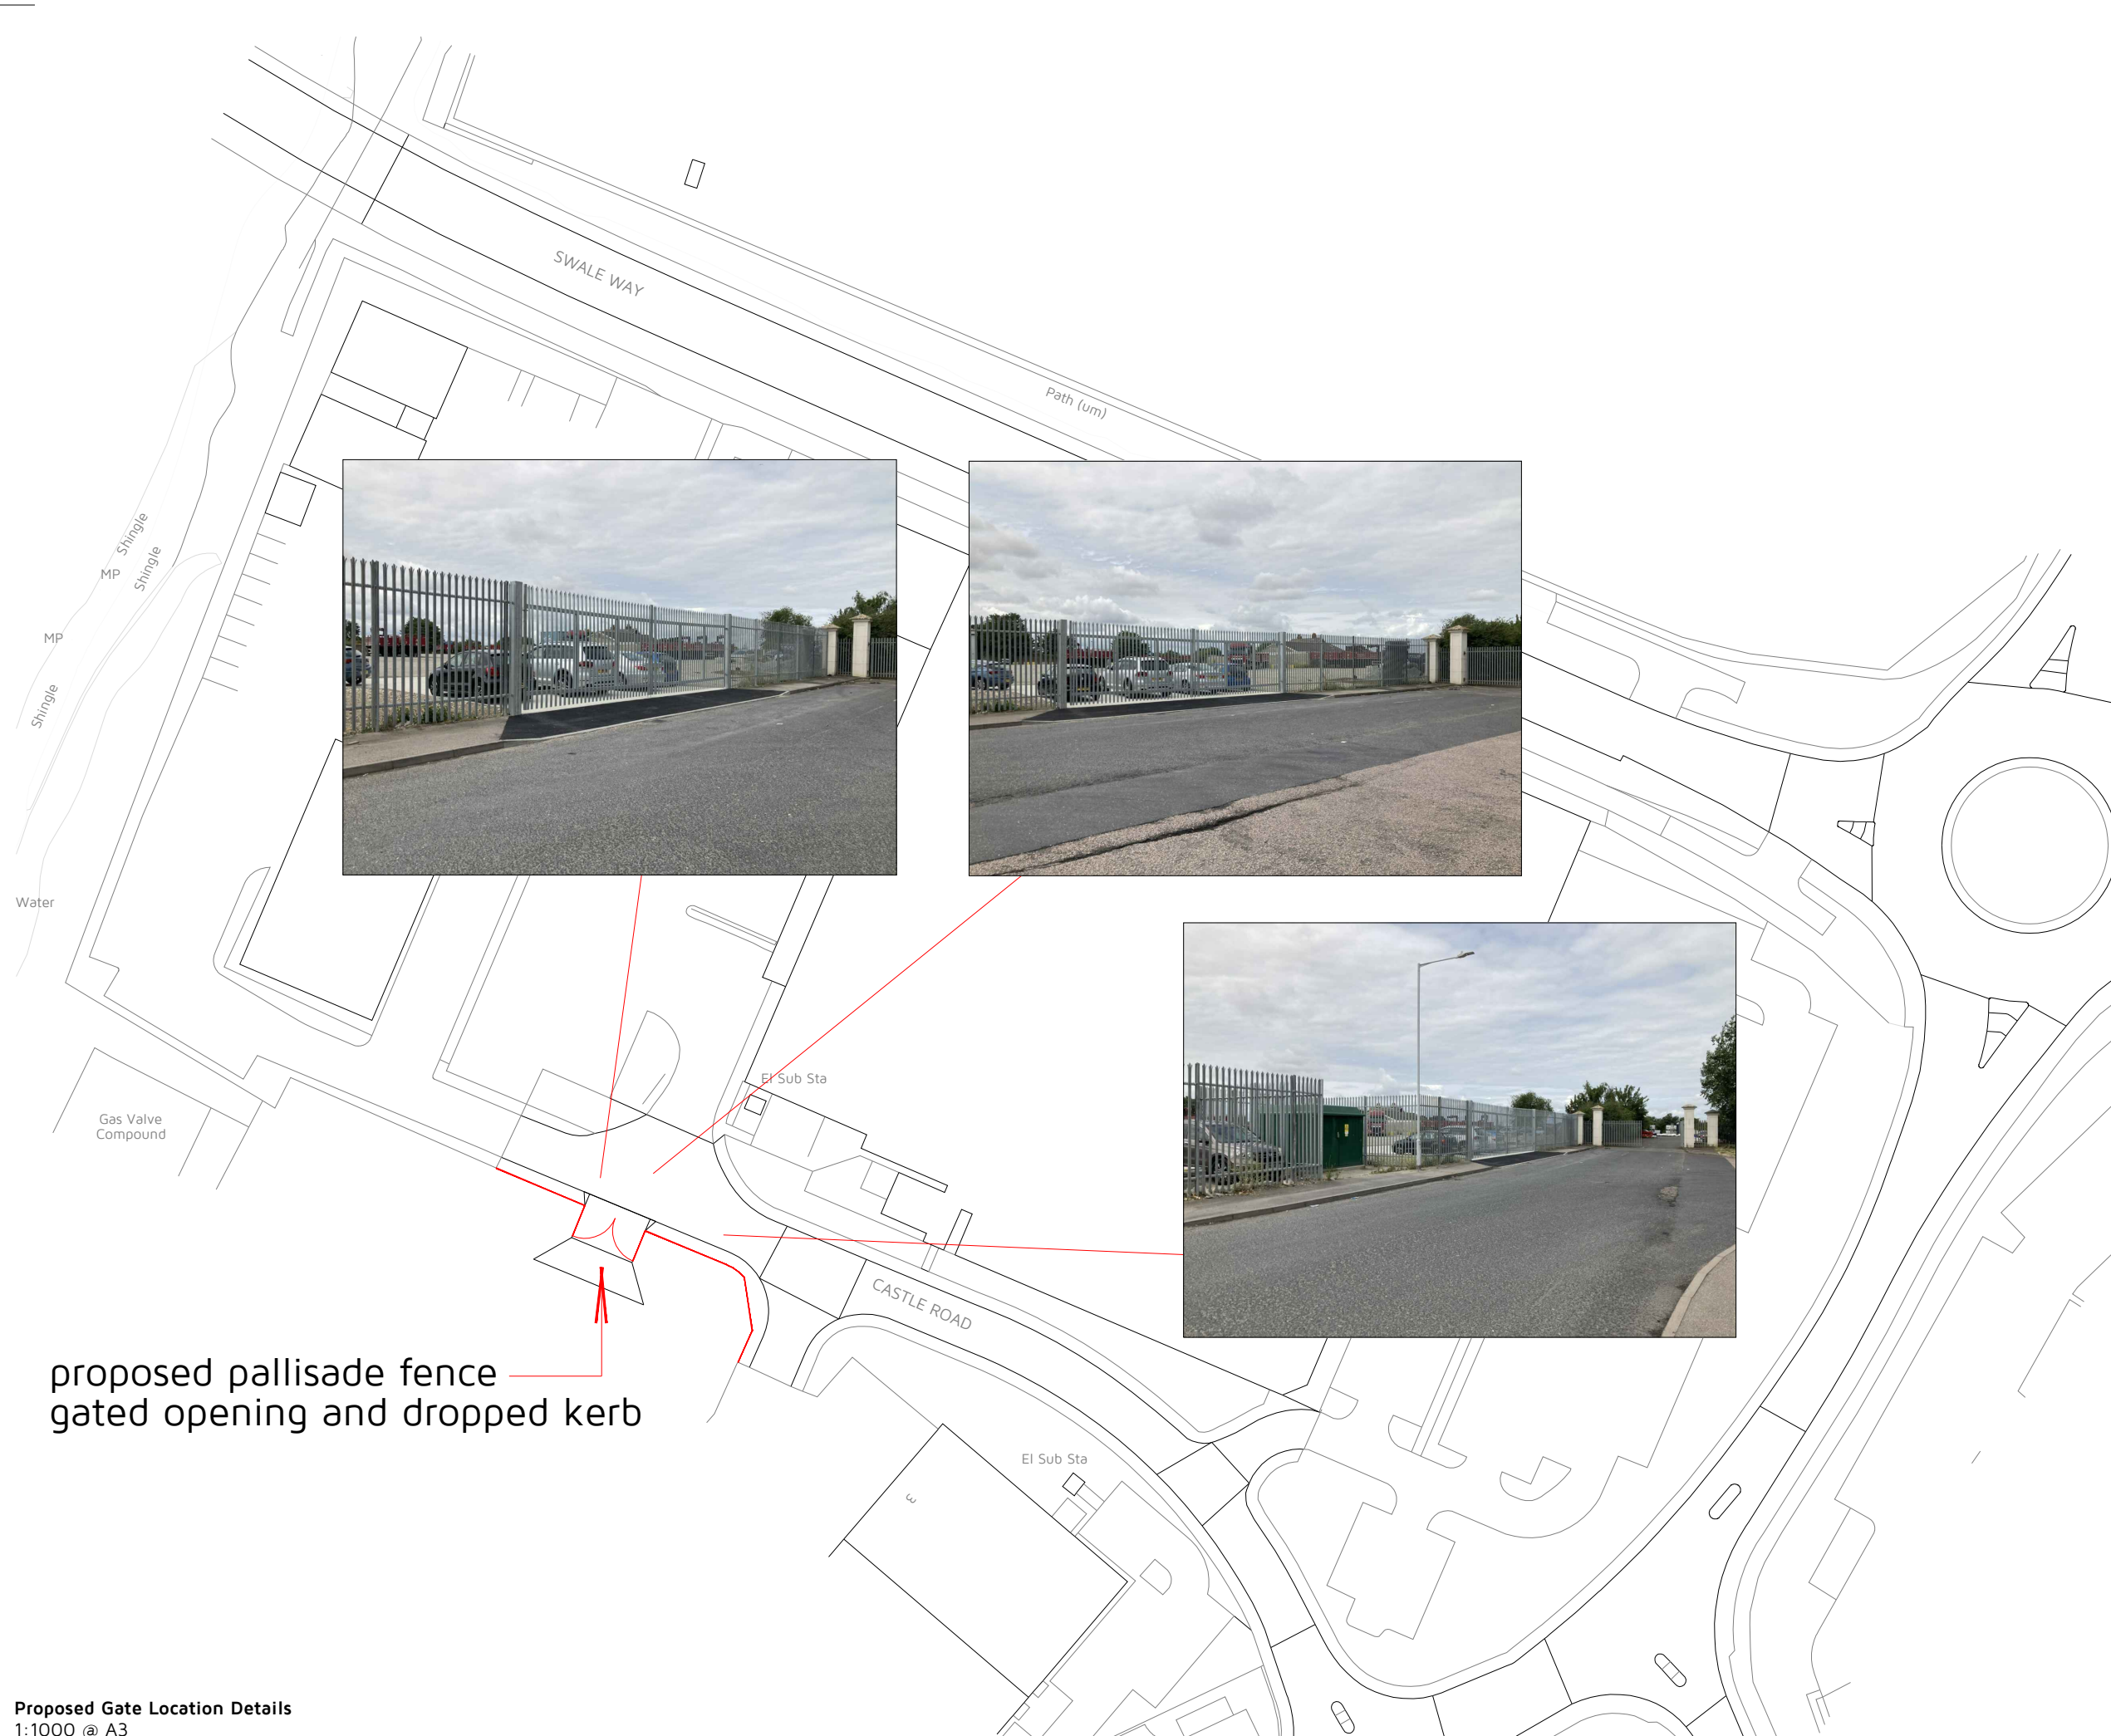 SWALE WAY
Path (um)
Shingle
Shingle
MP
MP
Shingle
Water
El Sub Sta
Gas Valve
Compound
CASTLE ROAD
proposed pallisade fence
gated opening and dropped kerb
El Sub Sta
3
Proposed Gate Location Details
1:1000 @ A3